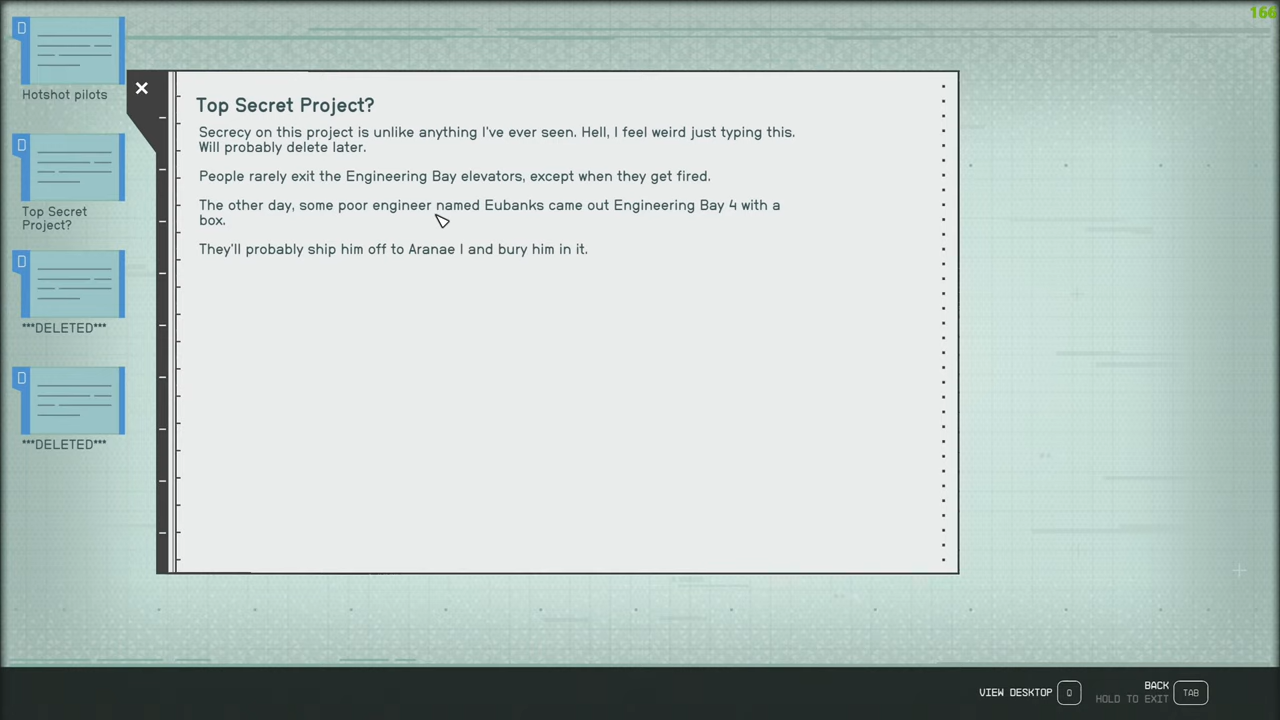 166
D
Hotshot pilots
D
Top Secret
Project?
D
***DELETED***
D
***DELETED***
×
Top Secret Project?
Secrecy on this project is unlike anything I've ever seen. Hell, I feel weird just typing this.
Will probably delete later.
People rarely exit the Engineering Bay elevators, except when they get fired.
The other day, some poor engineer named Eubanks came out Engineering Bay 4 with a
box.
They'll probably ship him off to Aranae I and bury him in it.
VIEW DESKTOP Q
BACK
HOLD TO EXIT TAB